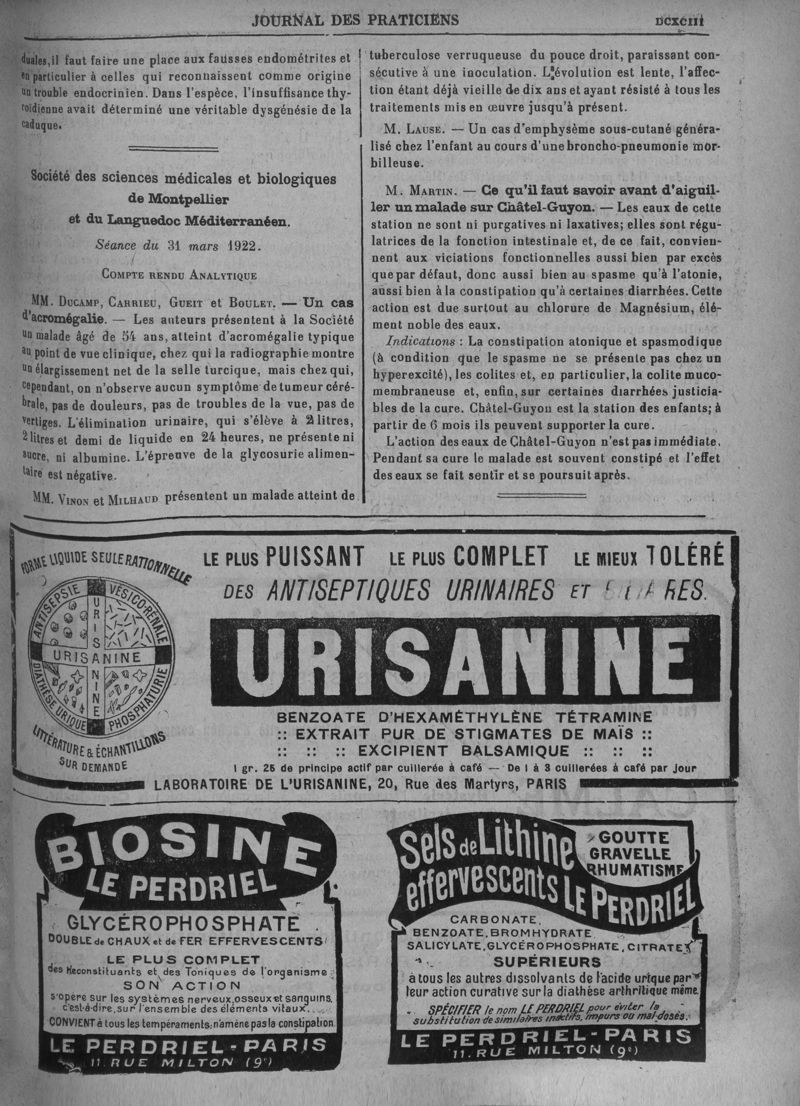 JOURNAL DES PRATICIENS
DCXCIII
duales, il faut faire une place aux fausses endométrites et
en particulier à celles qui reconnaissent comme origine
un trouble endocrinien. Dans l'espèce, l'insuffisance thy-
roïdienne avait déterminé une véritable dysgénésie de la
caduque.
Société des sciences médicales et biologiques
de Montpellier
et du Languedoc Méditerranéen.
Séance du 31 mars 1922.
COMPTE RENDU ANALYTIQUE
MM. DUCAMP, CARRIEU, GUEIT et BOULET. — Un cas
d'acromégalie. — Les auteurs présentent à la Société
un malade âgé de 54 ans, atteint d'acromégalie typique
au point de vue clinique, chez qui la radiographie montre
un élargissement net de la selle turcique, mais chez qui,
cependant, on n'observe aucun symptôme de tumeur céré-
brale, pas de douleurs, pas de troubles de la vue, pas de
vertiges. L'élimination urinaire, qui s'élève à 2 litres,
2 litres et demi de liquide en 24 heures, ne présente ni
sucre, ni albumine. L'épreuve de la glycosurie alimen-
taire est négative.
MM. VINON et MILHAUD présentent un malade atteint de
tuberculose verruqueuse du pouce droit, paraissant con-
sécutive à une inoculation. L'évolution est lente, l'affec-
tion étant déjà vieille de dix ans et ayant résisté à tous les
traitements mis en œuvre jusqu'à présent.
M. LAUSE. — Un cas d'emphysème sous-cutané généra-
lisé chez l'enfant au cours d'une broncho-pneumonie mor-
billeuse.
M. MARTIN. — Ce qu'il faut savoir avant d'aiguil-
ler un malade sur Châtel-Guyon. — Les eaux de cette
station ne sont ni purgatives ni laxatives; elles sont régu-
latrices de la fonction intestinale et, de ce fait, convien-
nent aux viciations fonctionnelles aussi bien par excès
que par défaut, donc aussi bien au spasme qu'à l'atonie,
aussi bien à la constipation qu'à certaines diarrhées. Cette
action est due surtout au chlorure de Magnésium, élé-
ment noble des eaux.
Indications : La constipation atonique et spasmodique
(à condition que le spasme ne se présente pas chez un
hyperexcité), les colites et, en particulier, la colite muco-
membraneuse et, enfin, sur certaines diarrhées justicia-
bles de la cure. Châtel-Guyon est la station des enfants; à
partir de 6 mois ils peuvent supporter la cure.
L'action des eaux de Châtel-Guyon n'est pas immédiate.
Pendant sa cure le malade est souvent constipé et l'effet
des eaux se fait sentir et se poursuit après.
FORME LIQUIDE SEULE RATIONNELLE
ANTISEPSIE VÉSICO-RÉNALE
DIATHÈSE URIQUE PHOSPHATURIE
URISANINE
URISANINE
LITTÉRATURE & ÉCHANTILLONS
SUR DEMANDE
LE PLUS PUISSANT LE PLUS COMPLET LE MIEUX TOLÉRÉ
DES ANTISEPTIQUES URINAIRES ET
URISANINE
BENZOATE D'HEXAMÉTHYLÈNE TÉTRAMINE
:: EXTRAIT PUR DE STIGMATES DE MAÏS ::
:: :: :: EXCIPIENT BALSAMIQUE :: :: ::
1 gr. 25 de principe actif par cuillerée à café — De 1 à 3 cuillerées à café par Jour
LABORATOIRE DE L'URISANINE, 20, Rue des Martyrs, PARIS
BIOSINE
LE PERDRIEL
GLYCÉROPHOSPHATE
DOUBLE de CHAUX et de FER EFFERVESCENTS
LE PLUS COMPLET
des Reconstituants et des Toniques de l'organisme
SON ACTION
s'opère sur les systèmes nerveux, osseux et sanguins,
c'est-à-dire, sur l'ensemble des éléments vitaux.
CONVIENT à tous les tempéraments; n'amène pas la constipation
LE PERDRIEL - PARIS
11, RUE MILTON (9e)
Sels de Lithine
effervescents LE PERDRIEL
GOUTTE
GRAVELLE
RHUMATISME
CARBONATE,
BENZOATE, BROMHYDRATE
SALICYLATE, GLYCÉROPHOSPHATE, CITRATE
SUPÉRIEURS
à tous les autres dissolvants de l'acide urique par
leur action curative sur la diathèse arthritique même.
SPÉCIFIER le nom LE PERDRIEL pour éviter la
substitution de similaires inactifs, impurs ou mal dosés.
LE PERDRIEL - PARIS
11, RUE MILTON (9e)